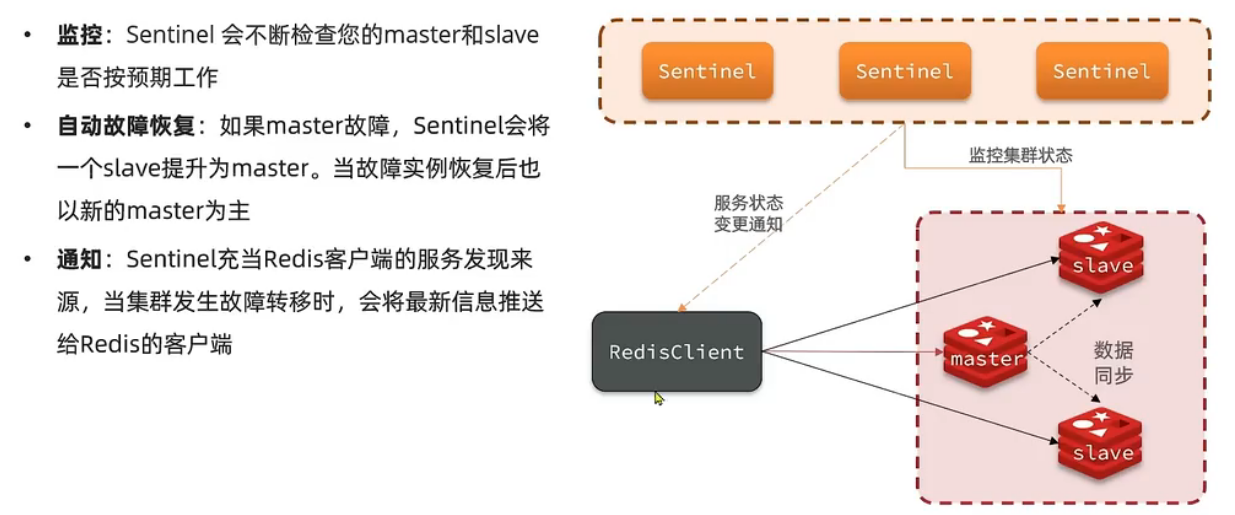 • 监控：Sentinel 会不断检查您的master和slave
是否按预期工作
• 自动故障恢复：如果master故障，Sentinel会将
一个slave提升为master。当故障实例恢复后也
以新的master为主
• 通知：Sentinel充当Redis客户端的服务发现来
源，当集群发生故障转移时，会将最新信息推送
给Redis的客户端
Sentinel
Sentinel
Sentinel
监控集群状态
服务状态
变更通知
slave
RedisClient
master
数据
同步
slave